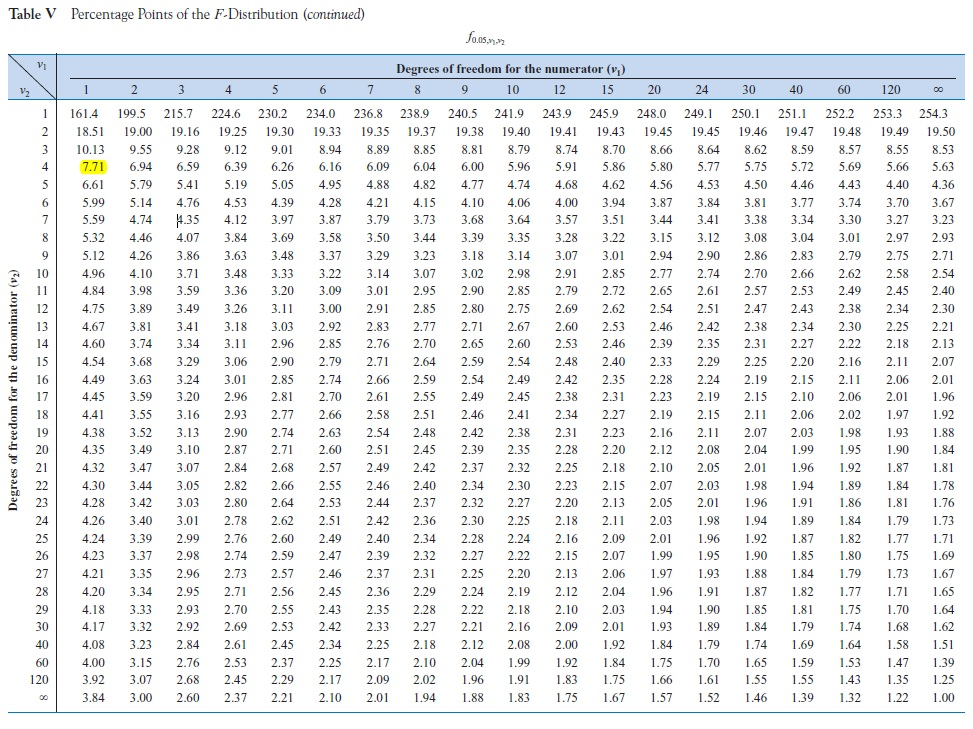 Table V Percentage Points of the F-Distribution (continued)
f0.05,ν1,ν2
ν1
Degrees of freedom for the numerator (ν1)
ν2 1 2 3 4 5 6 7 8 9 10 12 15 20 24 30 40 60 120 ∞
1 161.4 199.5 215.7 224.6 230.2 234.0 236.8 238.9 240.5 241.9 243.9 245.9 248.0 249.1 250.1 251.1 252.2 253.3 254.3
2 18.51 19.00 19.16 19.25 19.30 19.33 19.35 19.37 19.38 19.40 19.41 19.43 19.45 19.45 19.46 19.47 19.48 19.49 19.50
3 10.13 9.55 9.28 9.12 9.01 8.94 8.89 8.85 8.81 8.79 8.74 8.70 8.66 8.64 8.62 8.59 8.57 8.55 8.53
4 7.71 6.94 6.59 6.39 6.26 6.16 6.09 6.04 6.00 5.96 5.91 5.86 5.80 5.77 5.75 5.72 5.69 5.66 5.63
5 6.61 5.79 5.41 5.19 5.05 4.95 4.88 4.82 4.77 4.74 4.68 4.62 4.56 4.53 4.50 4.46 4.43 4.40 4.36
6 5.99 5.14 4.76 4.53 4.39 4.28 4.21 4.15 4.10 4.06 4.00 3.94 3.87 3.84 3.81 3.77 3.74 3.70 3.67
7 5.59 4.74 4.35 4.12 3.97 3.87 3.79 3.73 3.68 3.64 3.57 3.51 3.44 3.41 3.38 3.34 3.30 3.27 3.23
8 5.32 4.46 4.07 3.84 3.69 3.58 3.50 3.44 3.39 3.35 3.28 3.22 3.15 3.12 3.08 3.04 3.01 2.97 2.93
9 5.12 4.26 3.86 3.63 3.48 3.37 3.29 3.23 3.18 3.14 3.07 3.01 2.94 2.90 2.86 2.83 2.79 2.75 2.71
10 4.96 4.10 3.71 3.48 3.33 3.22 3.14 3.07 3.02 2.98 2.91 2.85 2.77 2.74 2.70 2.66 2.62 2.58 2.54
11 4.84 3.98 3.59 3.36 3.20 3.09 3.01 2.95 2.90 2.85 2.79 2.72 2.65 2.61 2.57 2.53 2.49 2.45 2.40
12 4.75 3.89 3.49 3.26 3.11 3.00 2.91 2.85 2.80 2.75 2.69 2.62 2.54 2.51 2.47 2.43 2.38 2.34 2.30
13 4.67 3.81 3.41 3.18 3.03 2.92 2.83 2.77 2.71 2.67 2.60 2.53 2.46 2.42 2.38 2.34 2.30 2.25 2.21
14 4.60 3.74 3.34 3.11 2.96 2.85 2.76 2.70 2.65 2.60 2.53 2.46 2.39 2.35 2.31 2.27 2.22 2.18 2.13
15 4.54 3.68 3.29 3.06 2.90 2.79 2.71 2.64 2.59 2.54 2.48 2.40 2.33 2.29 2.25 2.20 2.16 2.11 2.07
16 4.49 3.63 3.24 3.01 2.85 2.74 2.66 2.59 2.54 2.49 2.42 2.35 2.28 2.24 2.19 2.15 2.11 2.06 2.01
17 4.45 3.59 3.20 2.96 2.81 2.70 2.61 2.55 2.49 2.45 2.38 2.31 2.23 2.19 2.15 2.10 2.06 2.01 1.96
18 4.41 3.55 3.16 2.93 2.77 2.66 2.58 2.51 2.46 2.41 2.34 2.27 2.19 2.15 2.11 2.06 2.02 1.97 1.92
19 4.38 3.52 3.13 2.90 2.74 2.63 2.54 2.48 2.42 2.38 2.31 2.23 2.16 2.11 2.07 2.03 1.98 1.93 1.88
20 4.35 3.49 3.10 2.87 2.71 2.60 2.51 2.45 2.39 2.35 2.28 2.20 2.12 2.08 2.04 1.99 1.95 1.90 1.84
21 4.32 3.47 3.07 2.84 2.68 2.57 2.49 2.42 2.37 2.32 2.25 2.18 2.10 2.05 2.01 1.96 1.92 1.87 1.81
22 4.30 3.44 3.05 2.82 2.66 2.55 2.46 2.40 2.34 2.30 2.23 2.15 2.07 2.03 1.98 1.94 1.89 1.84 1.78
23 4.28 3.42 3.03 2.80 2.64 2.53 2.44 2.37 2.32 2.27 2.20 2.13 2.05 2.01 1.96 1.91 1.86 1.81 1.76
24 4.26 3.40 3.01 2.78 2.62 2.51 2.42 2.36 2.30 2.25 2.18 2.11 2.03 1.98 1.94 1.89 1.84 1.79 1.73
25 4.24 3.39 2.99 2.76 2.60 2.49 2.40 2.34 2.28 2.24 2.16 2.09 2.01 1.96 1.92 1.87 1.82 1.77 1.71
26 4.23 3.37 2.98 2.74 2.59 2.47 2.39 2.32 2.27 2.22 2.15 2.07 1.99 1.95 1.90 1.85 1.80 1.75 1.69
27 4.21 3.35 2.96 2.73 2.57 2.46 2.37 2.31 2.25 2.20 2.13 2.06 1.97 1.93 1.88 1.84 1.79 1.73 1.67
28 4.20 3.34 2.95 2.71 2.56 2.45 2.36 2.29 2.24 2.19 2.12 2.04 1.96 1.91 1.87 1.82 1.77 1.71 1.65
29 4.18 3.33 2.93 2.70 2.55 2.43 2.35 2.28 2.22 2.18 2.10 2.03 1.94 1.90 1.85 1.81 1.75 1.70 1.64
30 4.17 3.32 2.92 2.69 2.53 2.42 2.33 2.27 2.21 2.16 2.09 2.01 1.93 1.89 1.84 1.79 1.74 1.68 1.62
40 4.08 3.23 2.84 2.61 2.45 2.34 2.25 2.18 2.12 2.08 2.00 1.92 1.84 1.79 1.74 1.69 1.64 1.58 1.51
60 4.00 3.15 2.76 2.53 2.37 2.25 2.17 2.10 2.04 1.99 1.92 1.84 1.75 1.70 1.65 1.59 1.53 1.47 1.39
120 3.92 3.07 2.68 2.45 2.29 2.17 2.09 2.02 1.96 1.91 1.83 1.75 1.66 1.61 1.55 1.55 1.43 1.35 1.25
∞ 3.84 3.00 2.60 2.37 2.21 2.10 2.01 1.94 1.88 1.83 1.75 1.67 1.57 1.52 1.46 1.39 1.32 1.22 1.00
Degrees of freedom for the denominator (ν2)